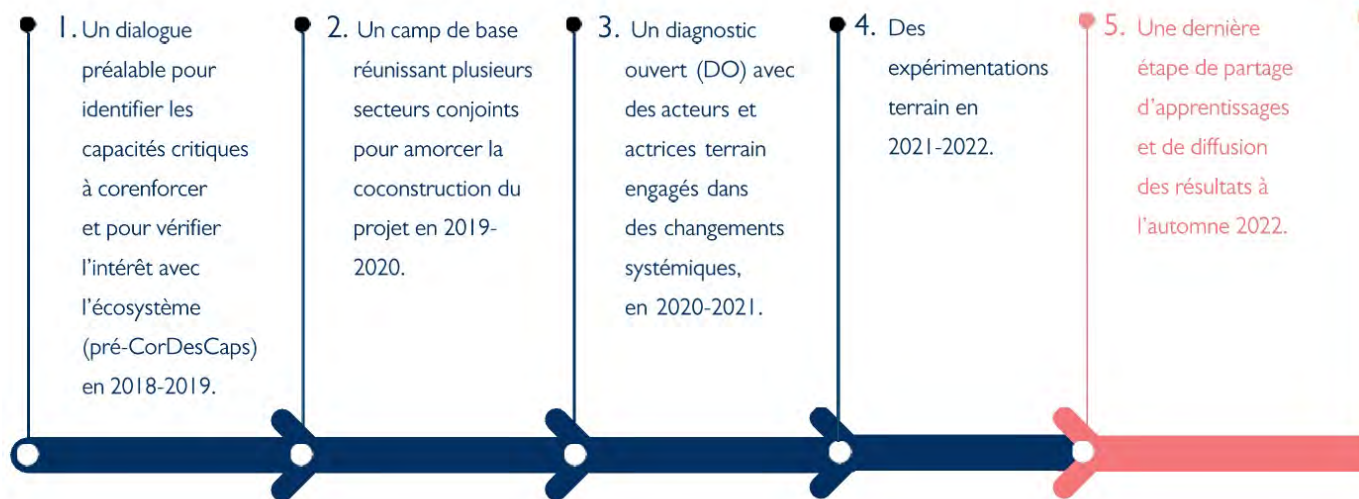 1. Un dialogue
préalable pour
identifier les
capacités critiques
à corenforcer
et pour vérifier
l'intérêt avec
l'écosystème
(pré-CorDesCaps)
en 2018-2019.
2. Un camp de base
réunissant plusieurs
secteurs conjoints
pour amorcer la
coconstruction du
projet en 2019-
2020.
3. Un diagnostic
ouvert (DO) avec
des acteurs et
actrices terrain
engagés dans
des changements
systémiques,
en 2020-2021.
4. Des
expérimentations
terrain en
2021-2022.
5. Une dernière
étape de partage
d'apprentissages
et de diffusion
des résultats à
l'automne 2022.